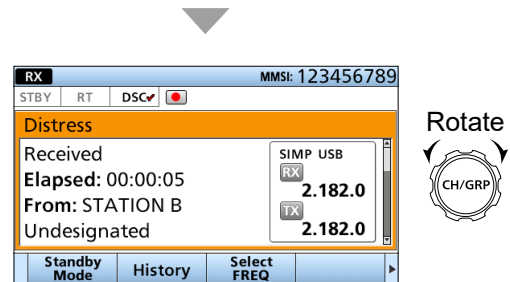 RX MMSI: 123456789
STBY RT DSC✔
Distress
Received
Elapsed: 00:00:05
From: STATION B
Undesignated
SIMP USB
RX
2.182.0
TX
2.182.0
Standby Mode History Select FREQ
Rotate
CH/GRP